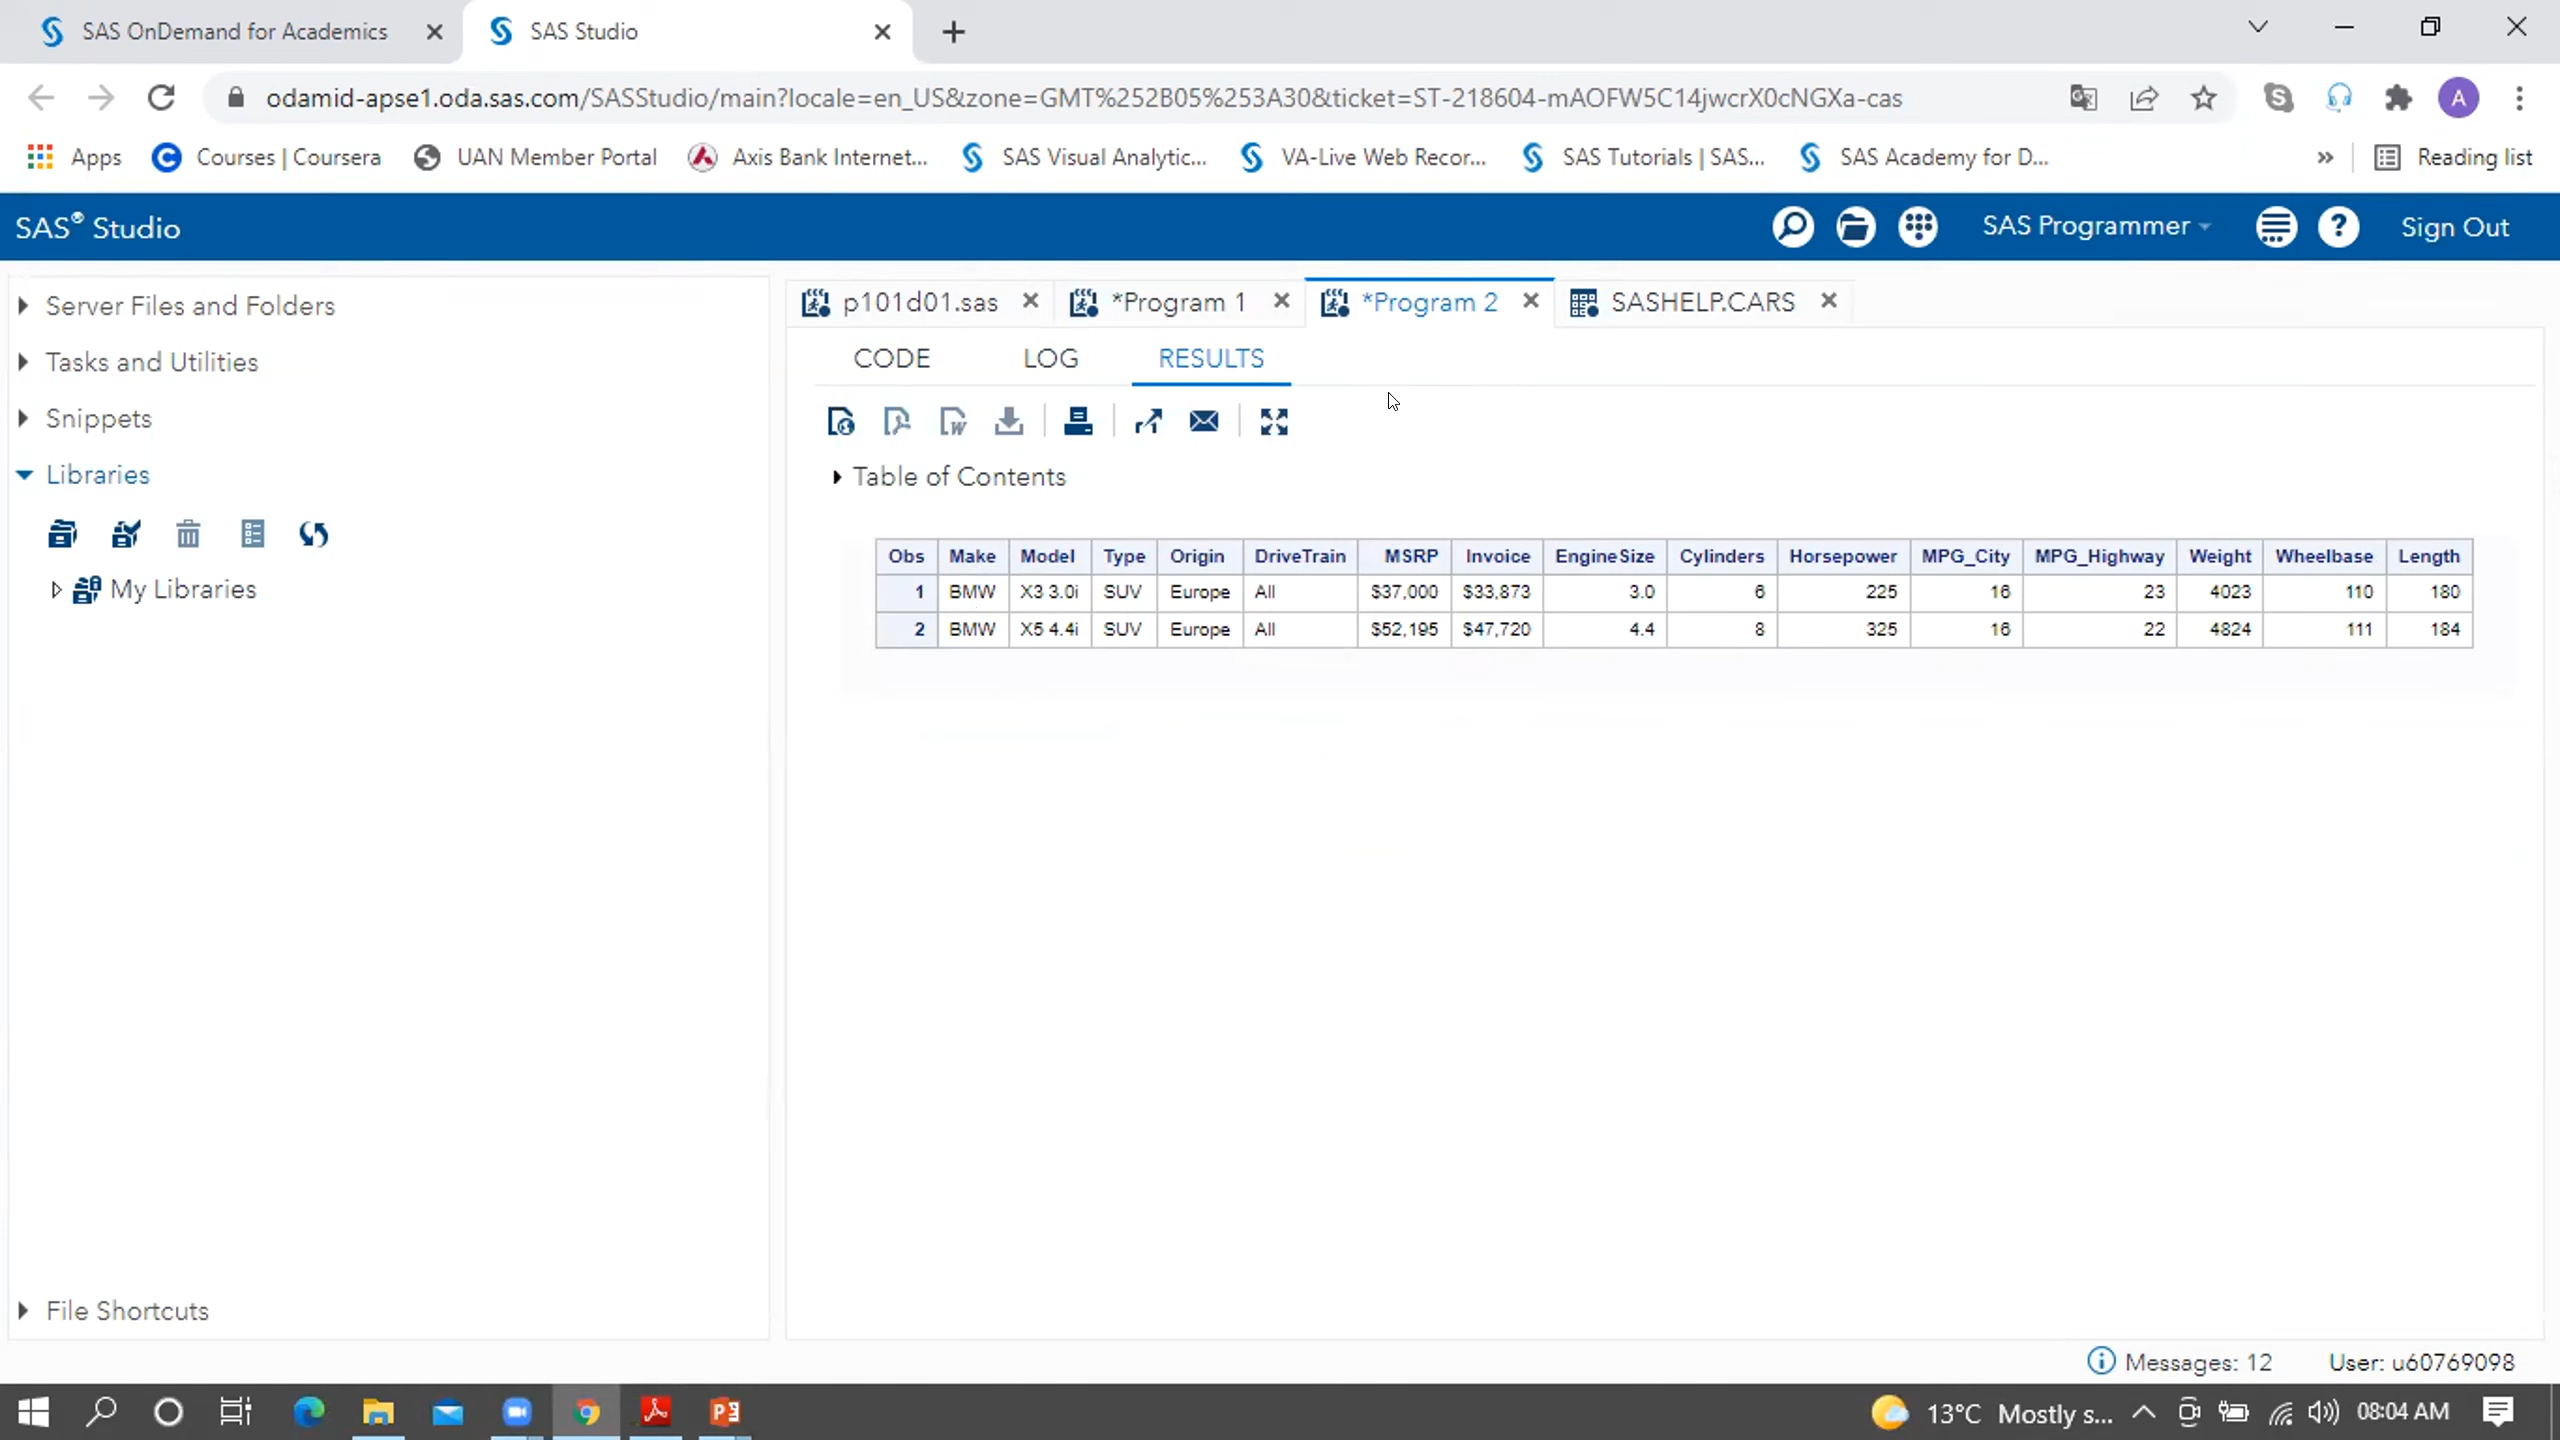 SAS OnDemand for Academics
SAS Studio
odamid-apse1.oda.sas.com/SASStudio/main?locale=en_US&zone=GMT%252B05%253A30&ticket=ST-218604-mAOFW5C14jwcrX0cNGXa-cas
A
Apps
Courses | Coursera
UAN Member Portal
Axis Bank Internet...
SAS Visual Analytic...
VA-Live Web Recor...
SAS Tutorials | SAS...
SAS Academy for D...
»
Reading list
SAS® Studio
SAS Programmer
Sign Out
Server Files and Folders
Tasks and Utilities
Snippets
Libraries
My Libraries
File Shortcuts
p101d01.sas
*Program 1
*Program 2
SASHELP.CARS
CODE LOG RESULTS
Table of Contents
Obs Make Model Type Origin DriveTrain MSRP Invoice EngineSize Cylinders Horsepower MPG_City MPG_Highway Weight Wheelbase Length
1 BMW X3 3.0i SUV Europe All $37,000 $33,873 3.0 6 225 16 23 4023 110 180
2 BMW X5 4.4i SUV Europe All $52,195 $47,720 4.4 8 325 16 22 4824 111 184
Messages: 12
User: u60769098
13°C Mostly s...
08:04 AM